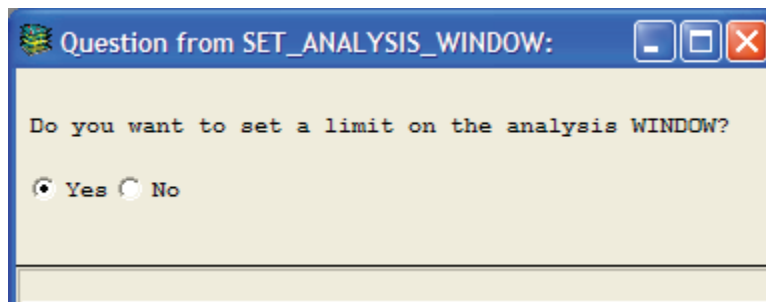 Question from SET_ANALYSIS_WINDOW:
Do you want to set a limit on the analysis WINDOW?
Yes No